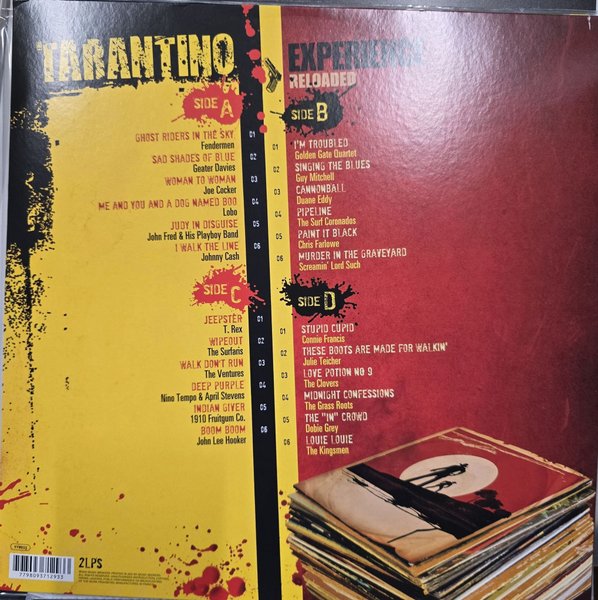 TARANTINO EXPERIENCE
RELOADED
SIDE A
GHOST RIDERS IN THE SKY 01
Fendermen
SAD SHADES OF BLUE 02
Geater Davies
WOMAN TO WOMAN 03
Joe Cocker
ME AND YOU AND A DOG NAMED BOO 04
Lobo
JUDY IN DISGUISE 05
John Fred & His Playboy Band
I WALK THE LINE 06
Johnny Cash
SIDE B
01 I'M TROUBLED
Golden Gate Quartet
02 SINGING THE BLUES
Guy Mitchell
03 CANNONBALL
Duane Eddy
04 PIPELINE
The Surf Coronados
05 PAINT IT BLACK
Chris Farlowe
06 MURDER IN THE GRAVEYARD
Screamin' Lord Such
SIDE C
JEEPSTER 01
T. Rex
WIPEOUT 02
The Surfaris
WALK DON'T RUN 03
The Ventures
DEEP PURPLE 04
Nino Tempo & April Stevens
INDIAN GIVER 05
1910 Fruitgum Co.
BOOM BOOM 06
John Lee Hooker
SIDE D
01 STUPID CUPID
Connie Francis
02 THESE BOOTS ARE MADE FOR WALKIN'
Julie Teicher
03 LOVE POTION NO 9
The Clovers
04 MIDNIGHT CONFESSIONS
The Grass Roots
05 THE "IN" CROWD
Dobie Grey
06 LOUIE LOUIE
The Kingsmen
2LPS
7798093712933